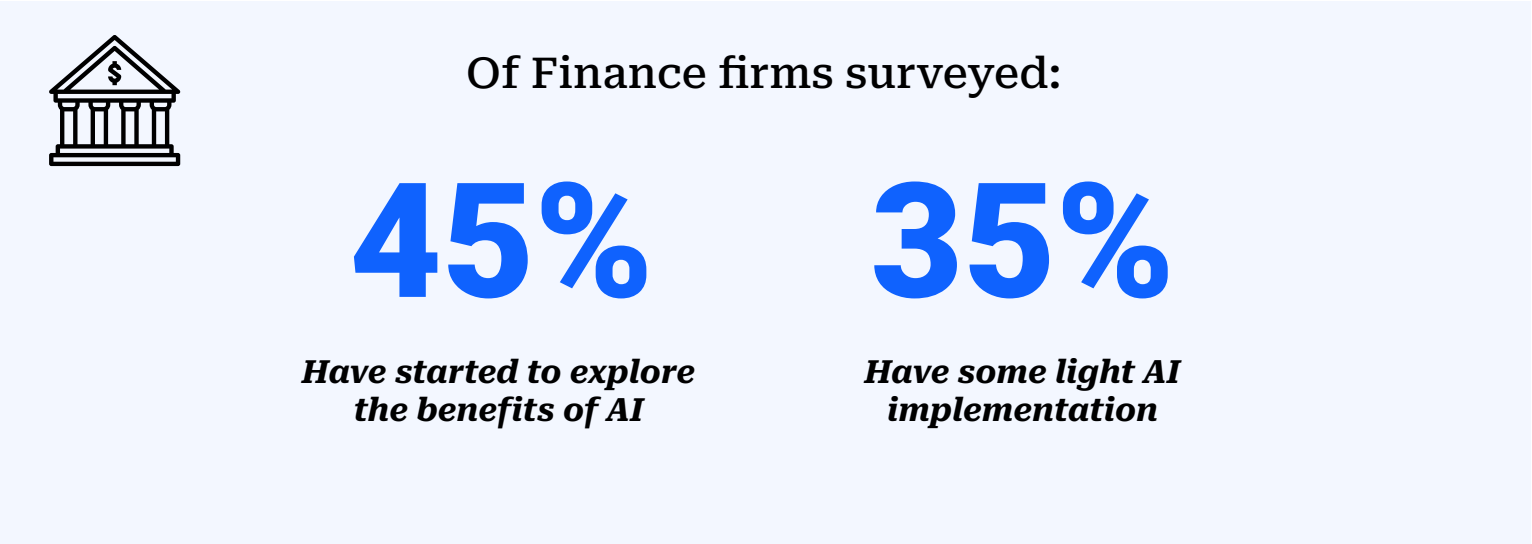 $
Of Finance firms surveyed:
45%
35%
Have started to explore
the benefits of AI
Have some light AI
implementation